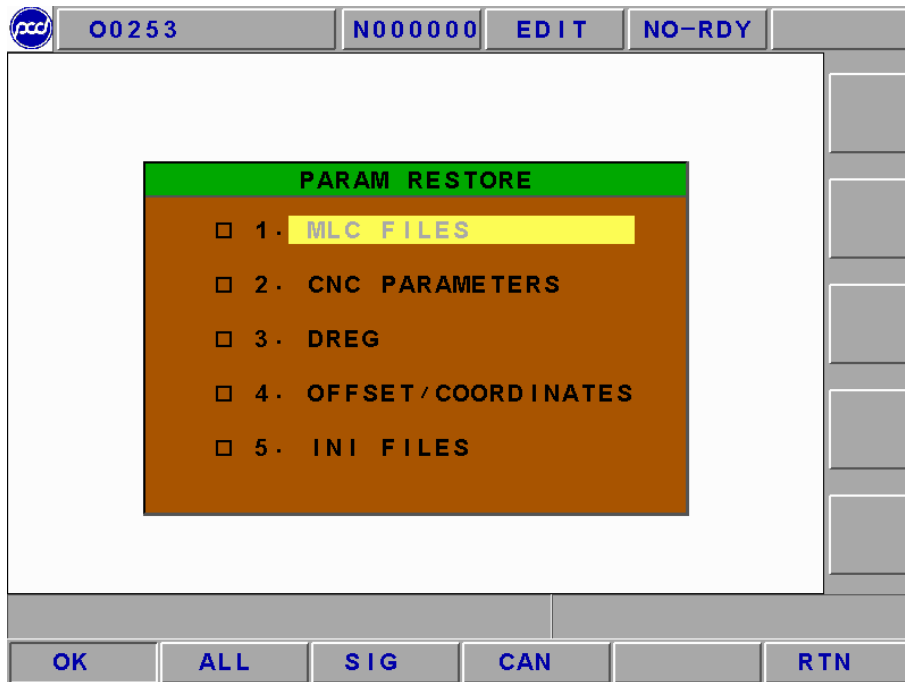 pcd O0253 N000000 EDIT NO-RDY
PARAM RESTORE
1. MLC FILES
2. CNC PARAMETERS
3. DREG
4. OFFSET/COORDINATES
5. INI FILES
OK ALL SIG CAN RTN